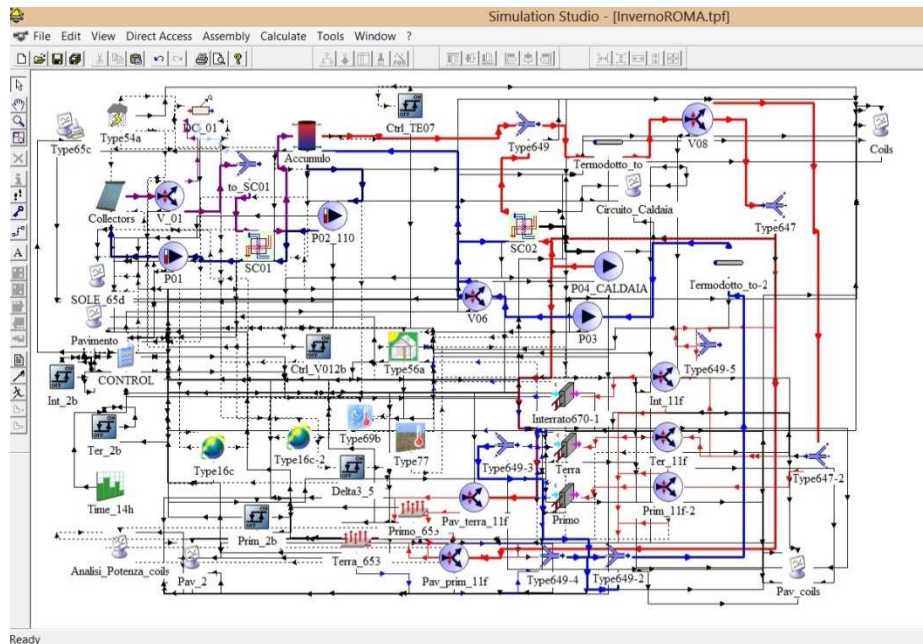 Simulation Studio - [InvernoROMA.tpf]
File Edit View Direct Access Assembly Calculate Tools Window ?
Type65c
Type54a
DC_01
Accumulo
Ctrl_TE07
Type649
Termodotto_to
V08
Coils
Collectors
V_01
to_SC01
P02_110
Circuito_Caldaia
Type647
P01
SC01
SC02
P04_CALDAIA
Termodotto_to-2
SOLE_65d
V06
P03
Pavimento
CONTROL
Ctrl_V012b
Type56a
Type649-5
Int_2b
Interrato670-1
Int_11f
Ter_2b
Type16c
Type16c-2
Type69b
Type77
Type649-3
Terra
Ter_11f
Type647-2
Time_14h
Delta3_5
Prim_2b
Primo_653
Pav_terra_11f
Primo
Prim_11f-2
Analisi_Potenza_coils
Pav_2
Terra_653
Pav_prim_11f
Type649-4
Type649-2
Pav_coils
Ready